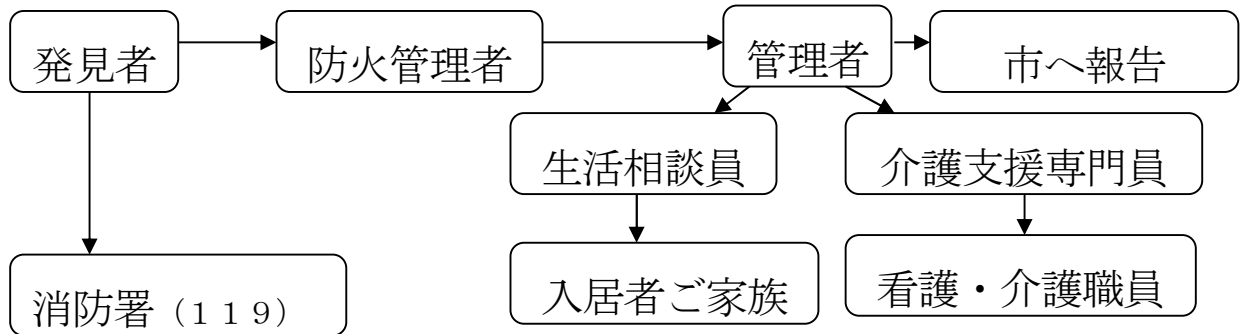 発見者
防火管理者
管理者
市へ報告
生活相談員
介護支援専門員
消防署（１１９）
入居者ご家族
看護・介護職員